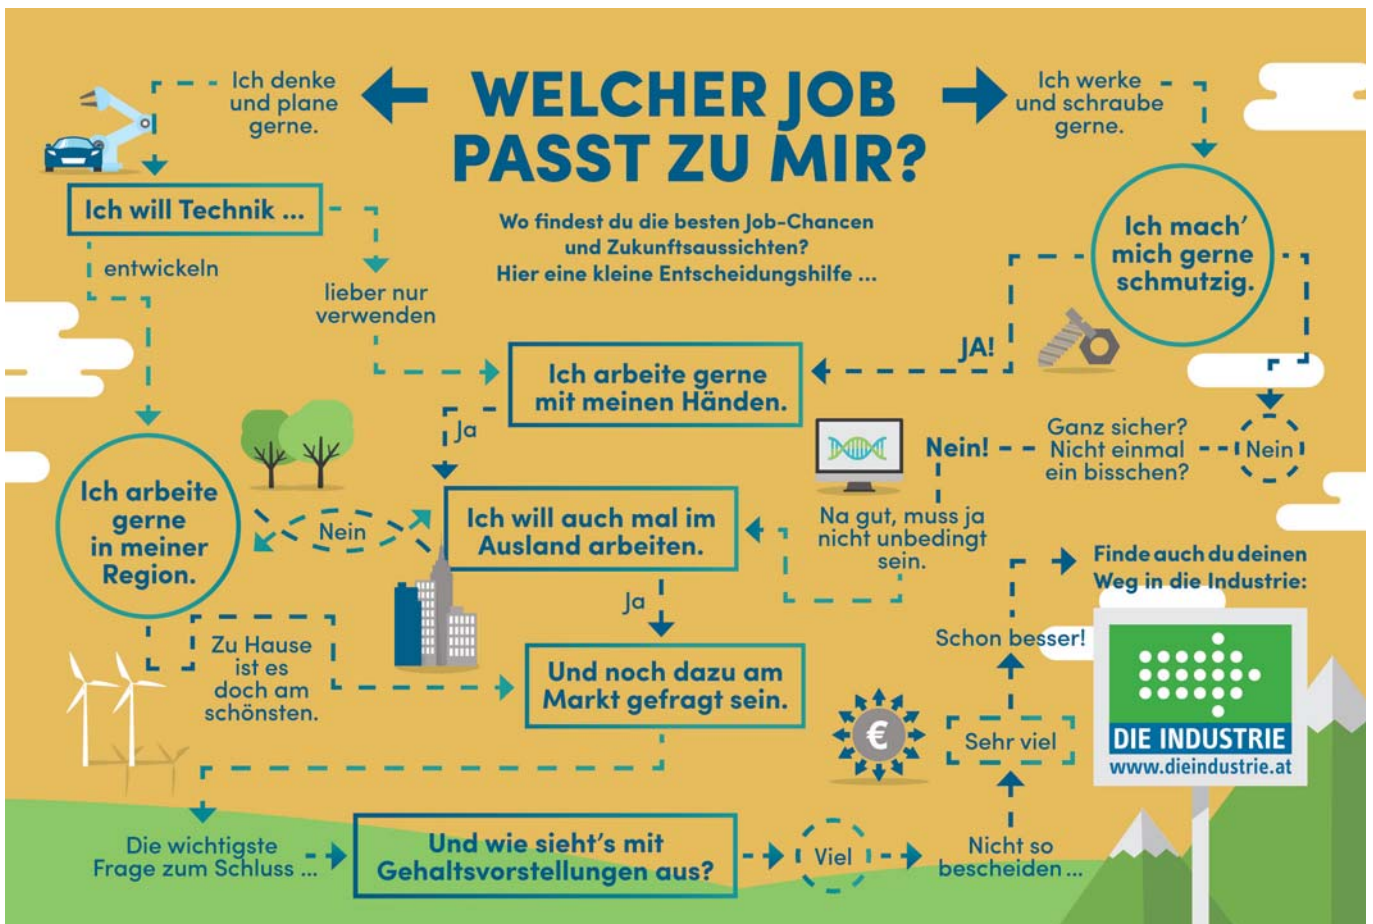 WELCHER JOB
PASST ZU MIR?
Wo findest du die besten Job-Chancen
und Zukunftsaussichten?
Hier eine kleine Entscheidungshilfe ...
Ich denke
und plane
gerne.
Ich will Technik ...
entwickeln
lieber nur
verwenden
Ich werke
und schraube
gerne.
Ich mach’
mich gerne
schmutzig.
JA!
Nein
Ganz sicher?
Nicht einmal
ein bisschen?
Nein!
Na gut, muss ja
nicht unbedingt
sein.
Ich arbeite gerne
mit meinen Händen.
Ja
Ich arbeite
gerne
in meiner
Region.
Nein
Ich will auch mal im
Ausland arbeiten.
Ja
Zu Hause
ist es
doch am
schönsten.
Und noch dazu am
Markt gefragt sein.
Die wichtigste
Frage zum Schluss ...
Und wie sieht’s mit
Gehaltsvorstellungen aus?
Viel
Nicht so
bescheiden ...
Sehr viel
€
Schon besser!
Finde auch du deinen
Weg in die Industrie:
DIE INDUSTRIE
www.dieindustrie.at